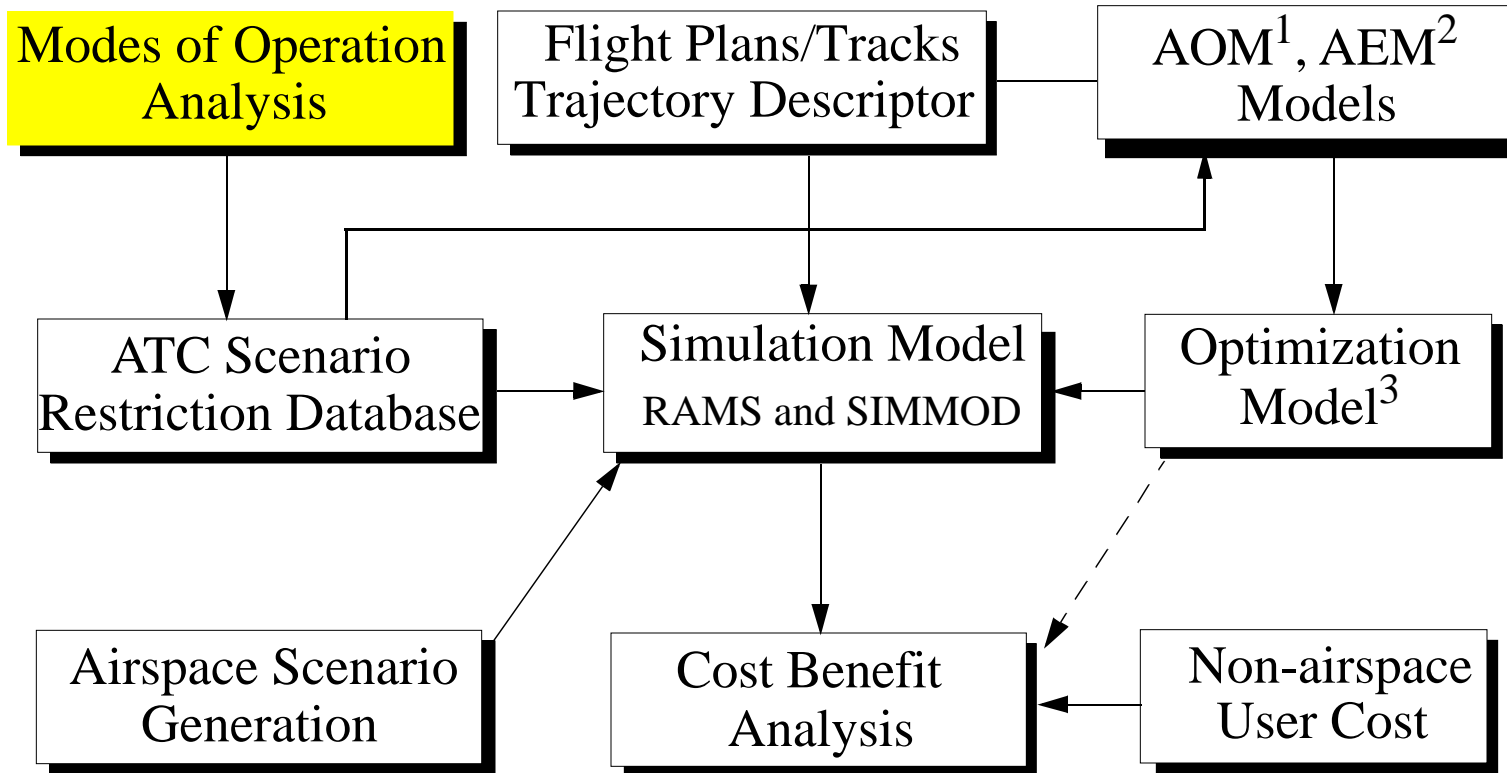 Modes of Operation
Analysis
Flight Plans/Tracks
Trajectory Descriptor
AOM1, AEM2
Models
ATC Scenario
Restriction Database
Simulation Model
RAMS and SIMMOD
Optimization
Model3
Airspace Scenario
Generation
Cost Benefit
Analysis
Non-airspace
User Cost